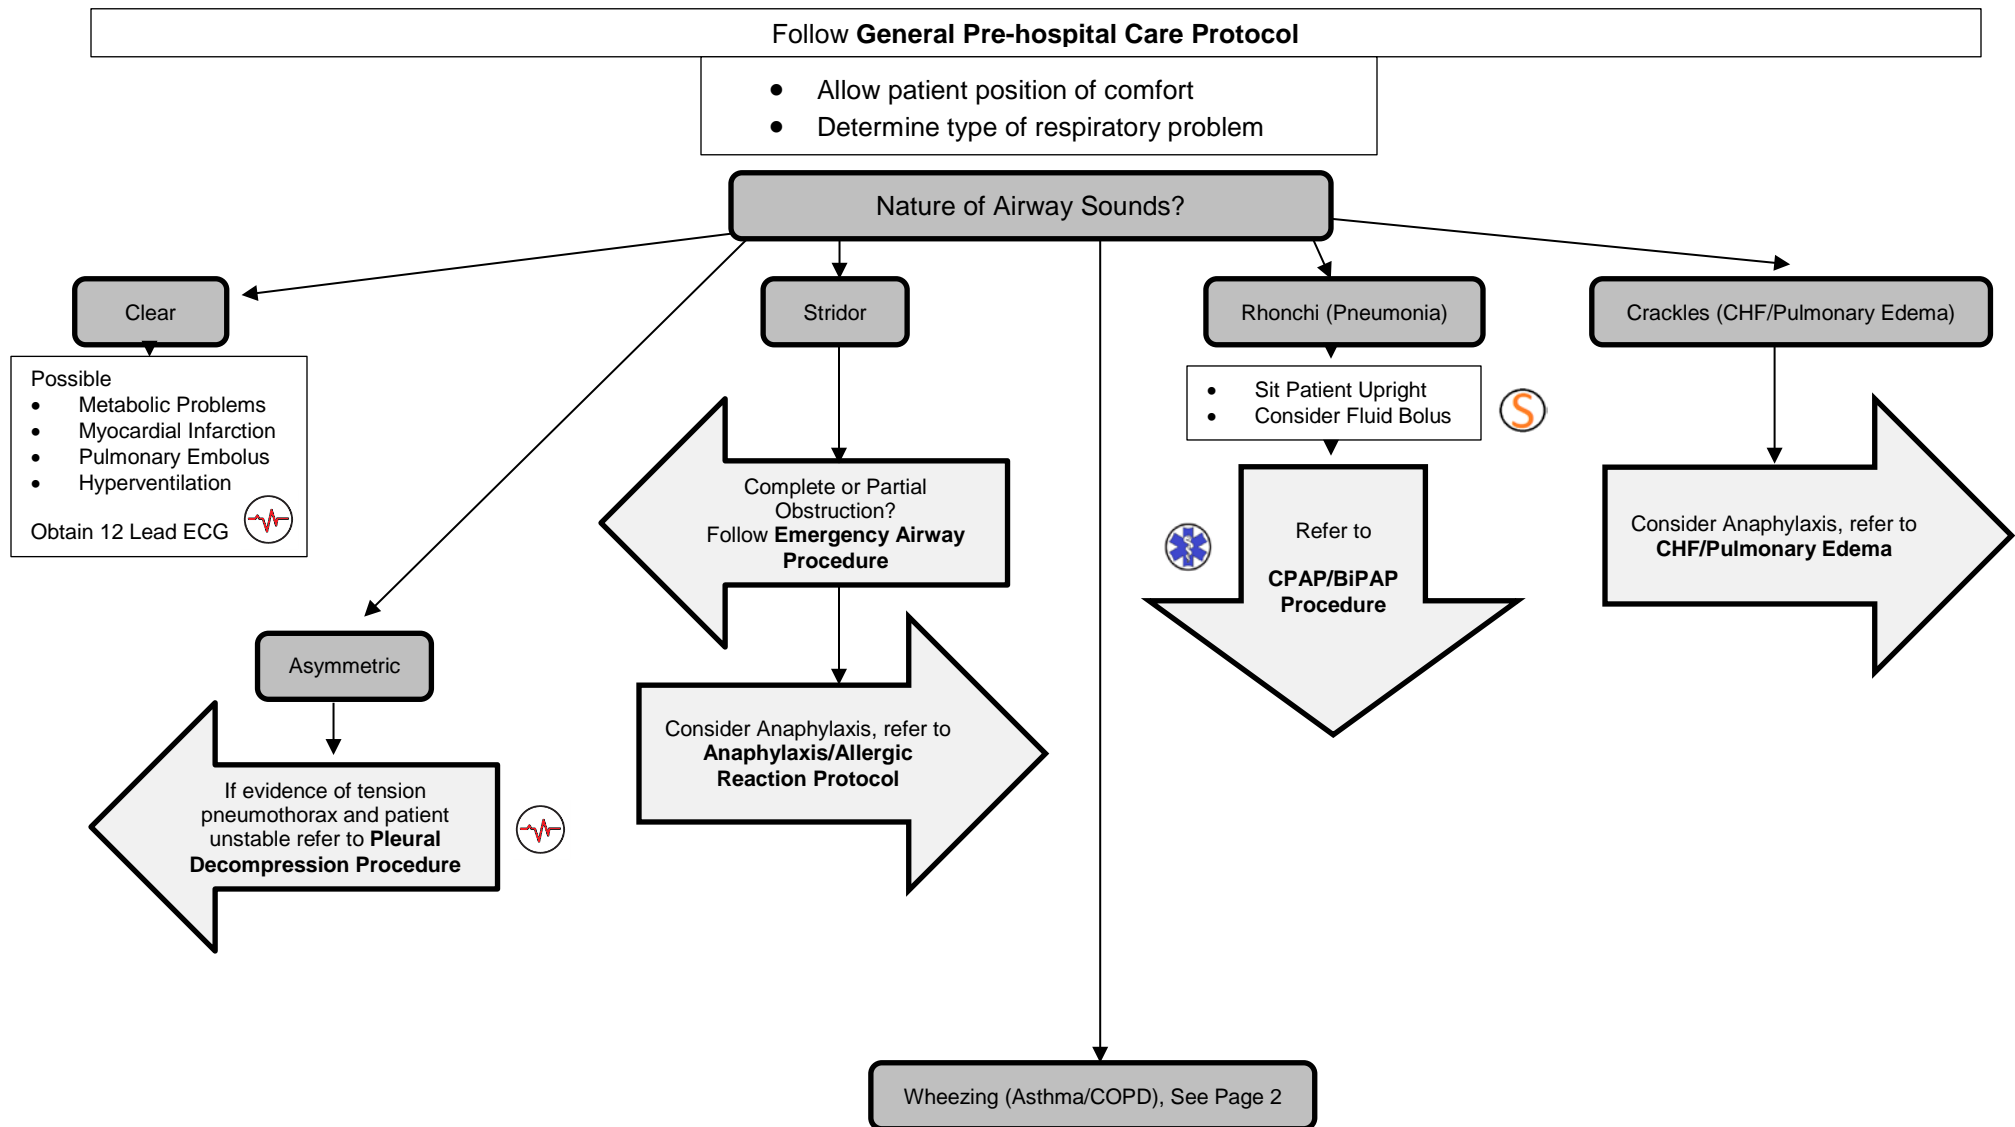 Follow General Pre-hospital Care Protocol
• Allow patient position of comfort
• Determine type of respiratory problem
Nature of Airway Sounds?
Clear
Possible
• Metabolic Problems
• Myocardial Infarction
• Pulmonary Embolus
• Hyperventilation
Obtain 12 Lead ECG
Asymmetric
If evidence of tension
pneumothorax and patient
unstable refer to Pleural
Decompression Procedure
Stridor
Complete or Partial
Obstruction?
Follow Emergency Airway
Procedure
Consider Anaphylaxis, refer to
Anaphylaxis/Allergic
Reaction Protocol
Rhonchi (Pneumonia)
• Sit Patient Upright
• Consider Fluid Bolus
S
Refer to
CPAP/BiPAP
Procedure
Crackles (CHF/Pulmonary Edema)
Consider Anaphylaxis, refer to
CHF/Pulmonary Edema
Wheezing (Asthma/COPD), See Page 2